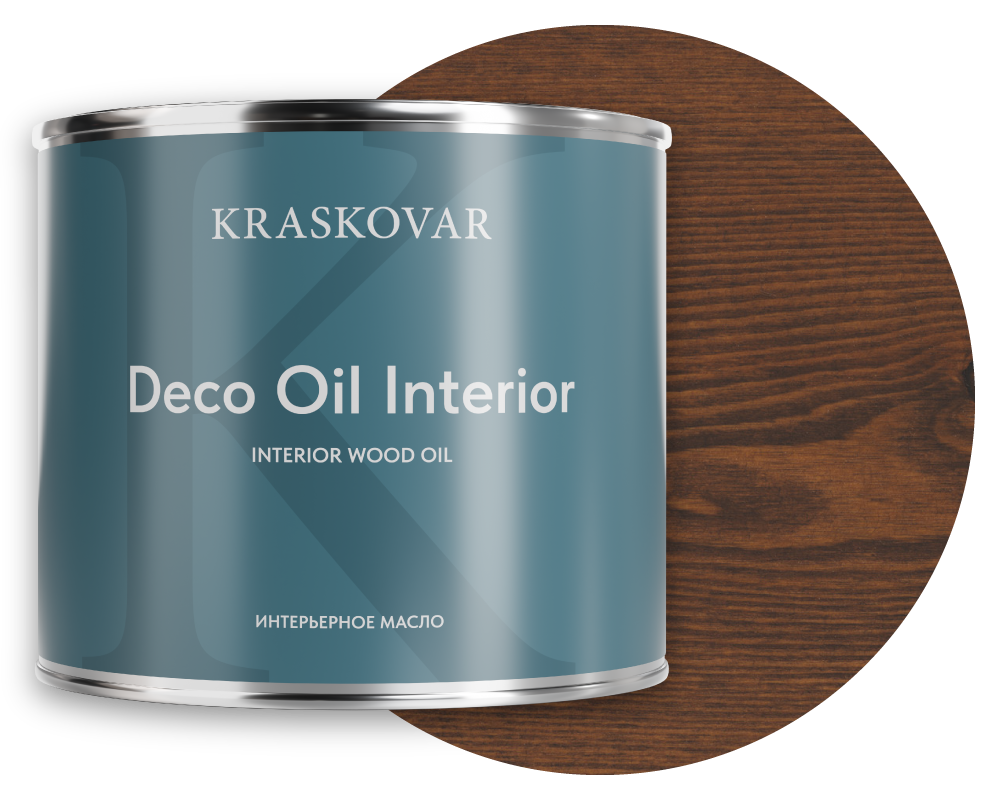 KRASKOVAR
Deco Oil Interior
INTERIOR WOOD OIL
ИНТЕРЬЕРНОЕ МАСЛО